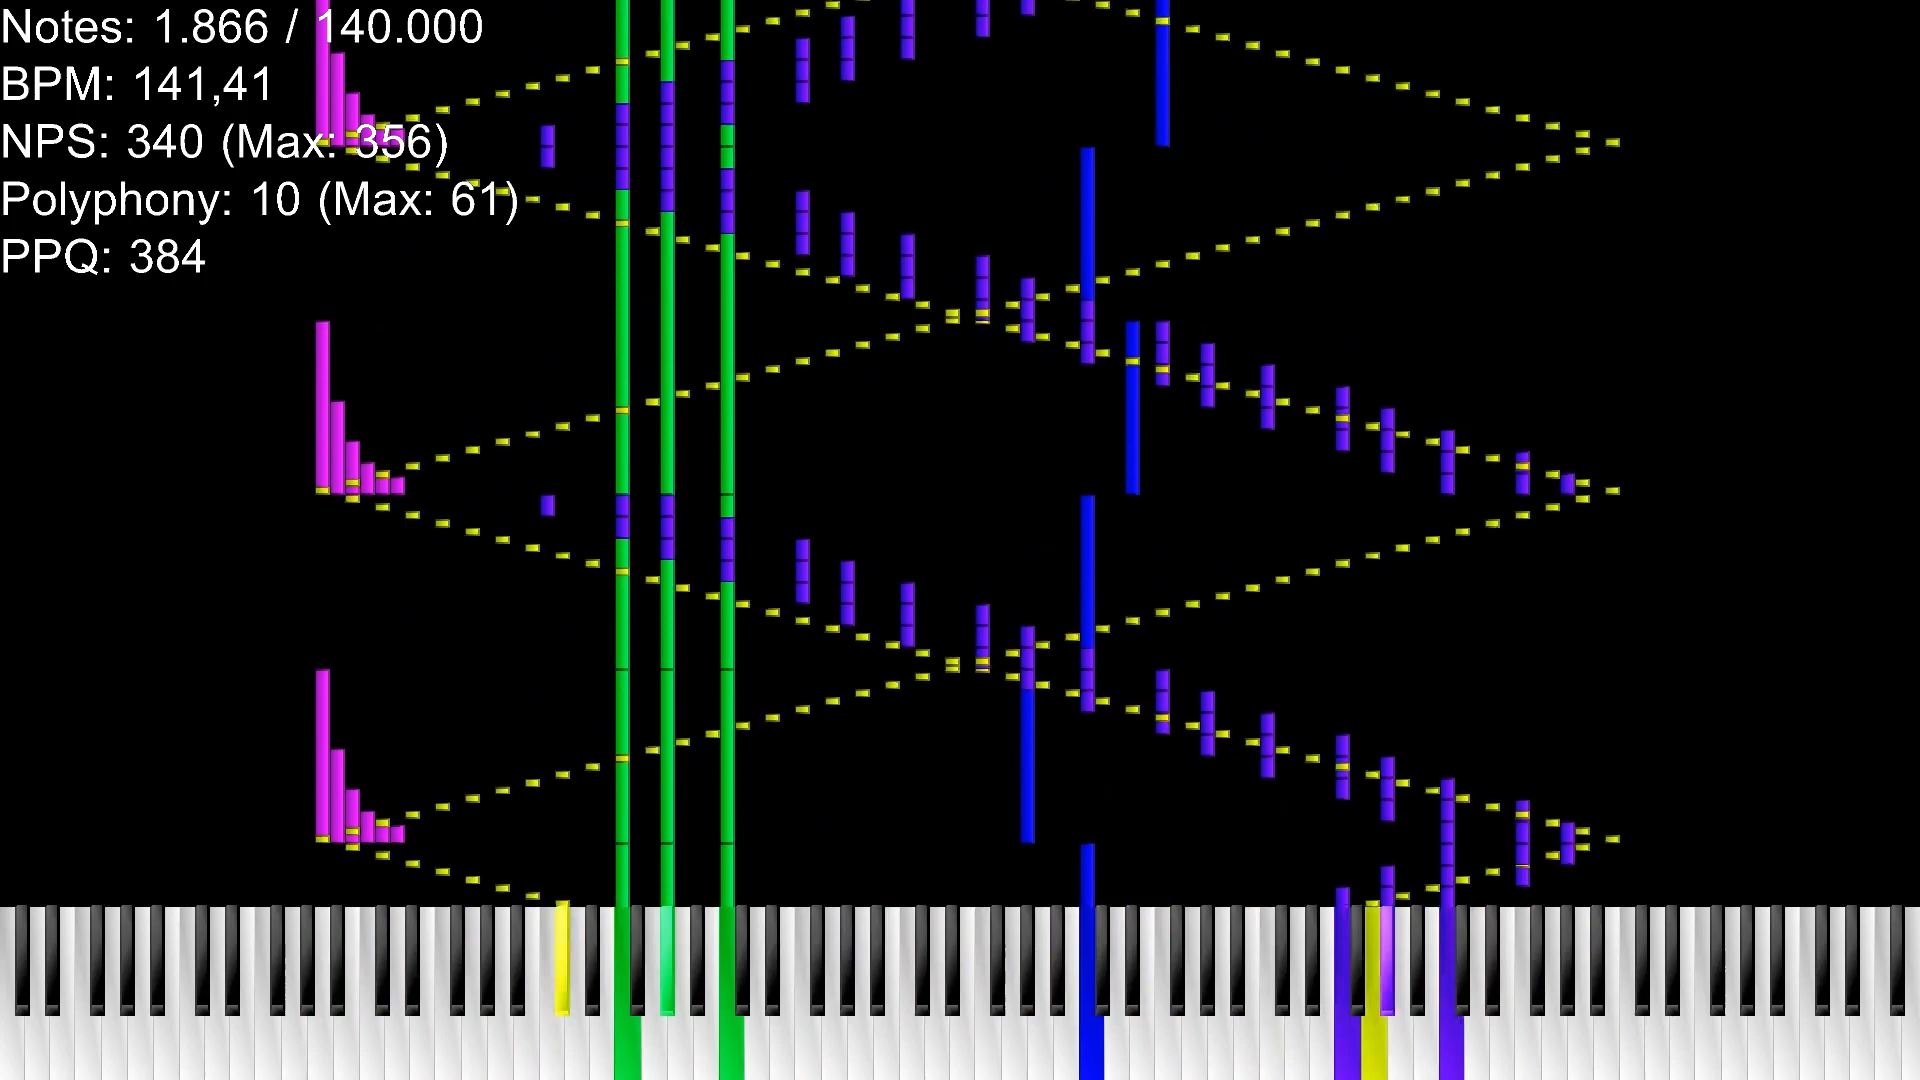 Notes: 1.866 / 140.000
BPM: 141,41
NPS: 340 (Max: 356)
Polyphony: 10 (Max: 61)
PPQ: 384